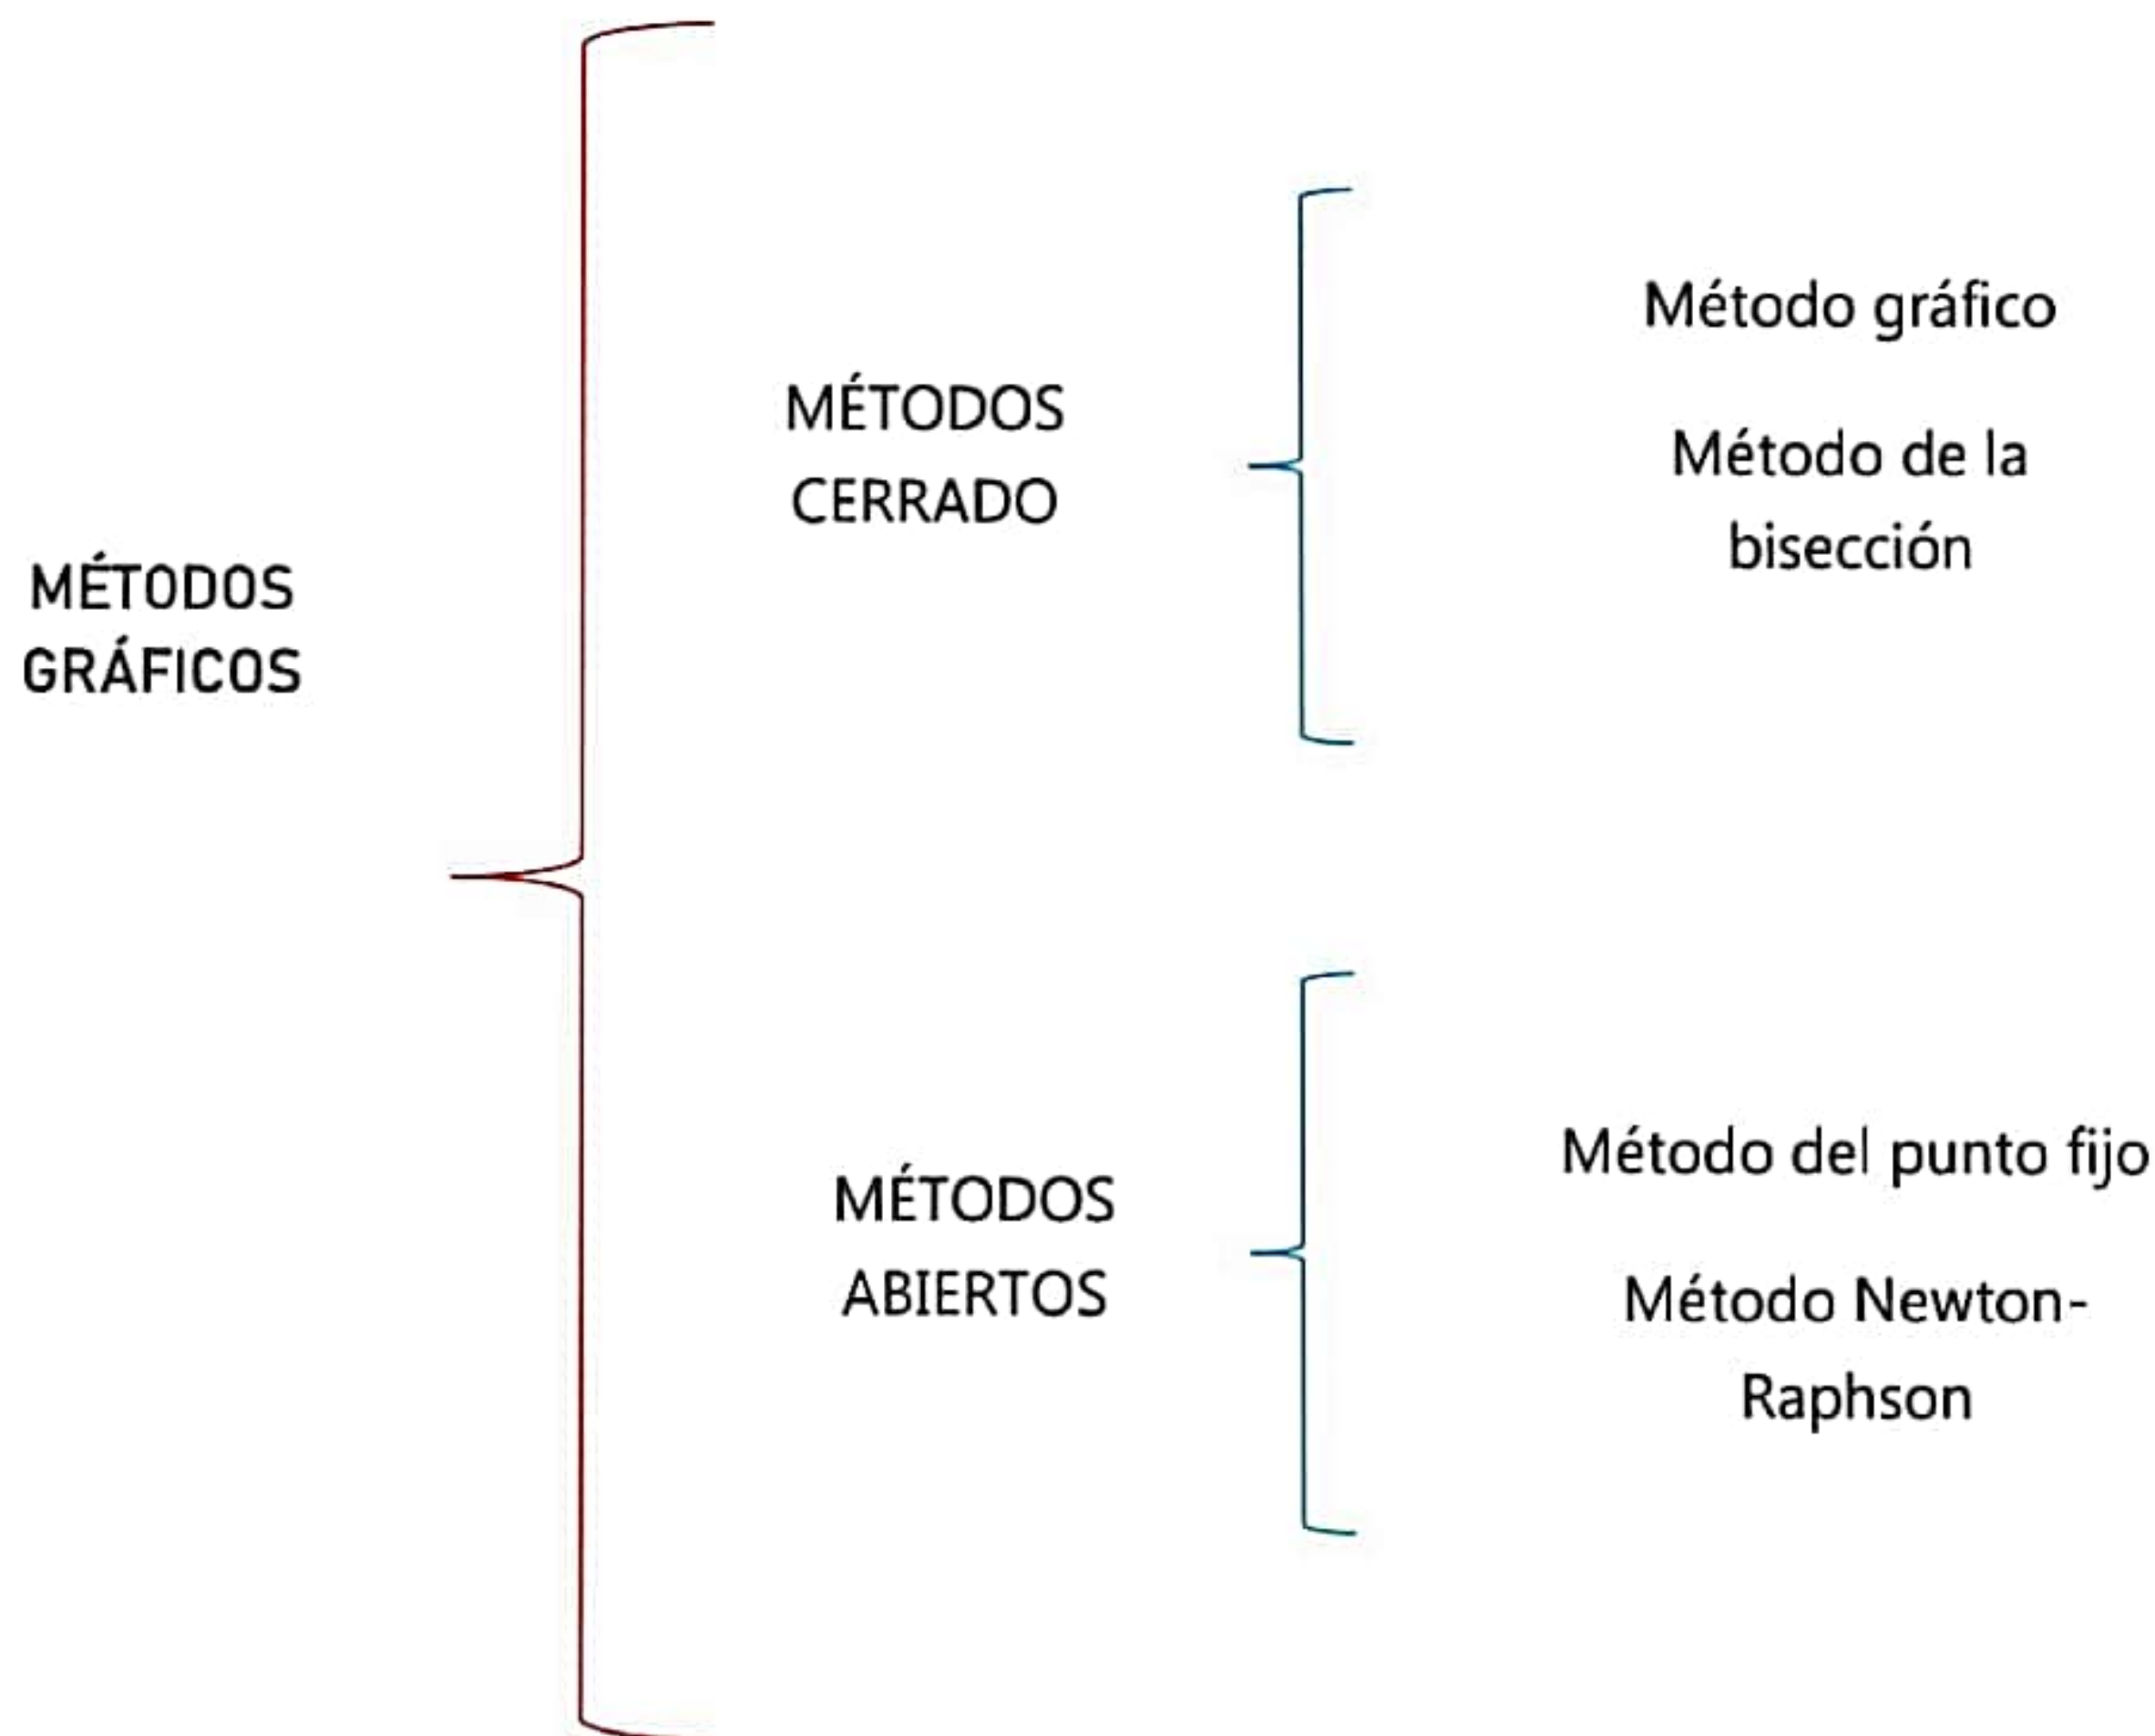 MÉTODOS
GRÁFICOS
MÉTODOS
CERRADO
Método gráfico
Método de la
bisección
MÉTODOS
ABIERTOS
Método del punto fijo
Método Newton-
Raphson